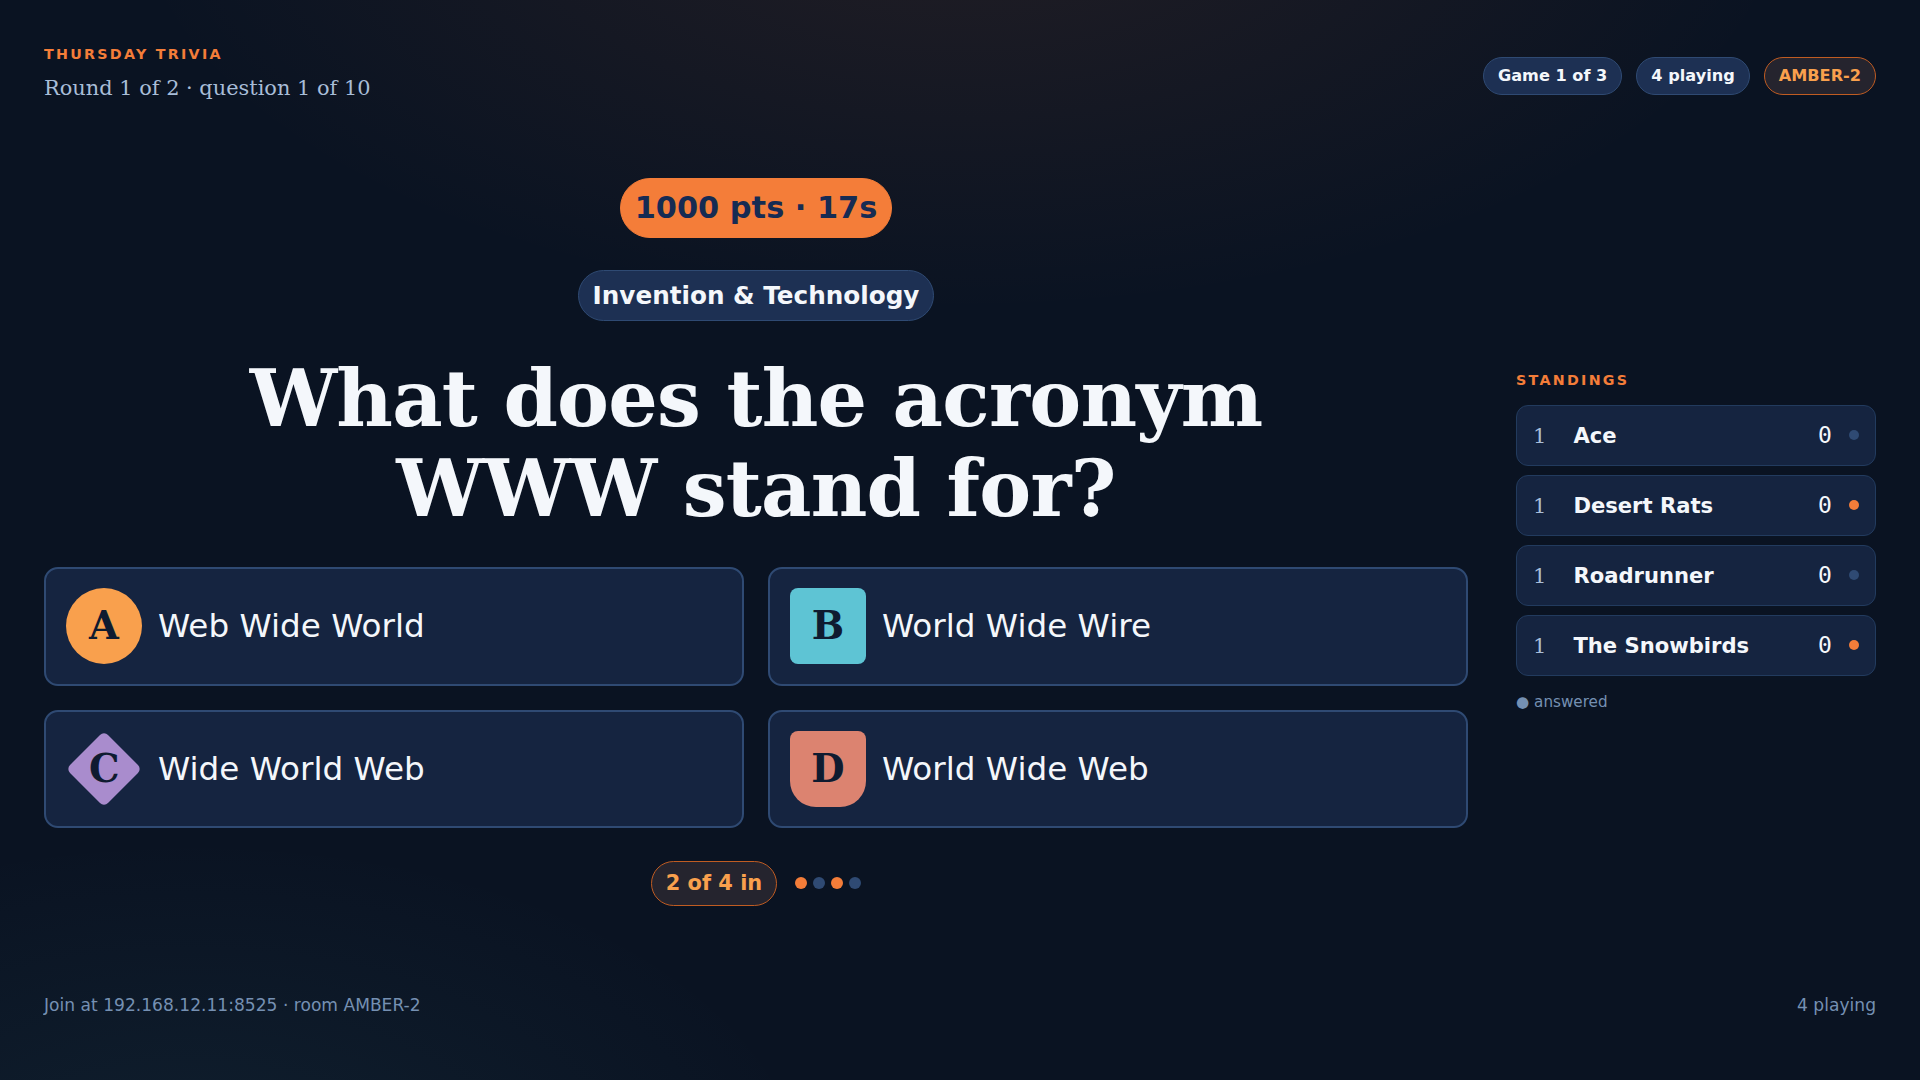 THURSDAY TRIVIA
Round 1 of 2 · question 1 of 10
Game 1 of 3
4 playing
AMBER-2
1000 pts · 17s
Invention & Technology
What does the acronym
WWW stand for?
A Web Wide World
B World Wide Wire
C Wide World Web
D World Wide Web
2 of 4 in
STANDINGS
1 Ace 0
1 Desert Rats 0
1 Roadrunner 0
1 The Snowbirds 0
answered
Join at 192.168.12.11:8525 · room AMBER-2
4 playing